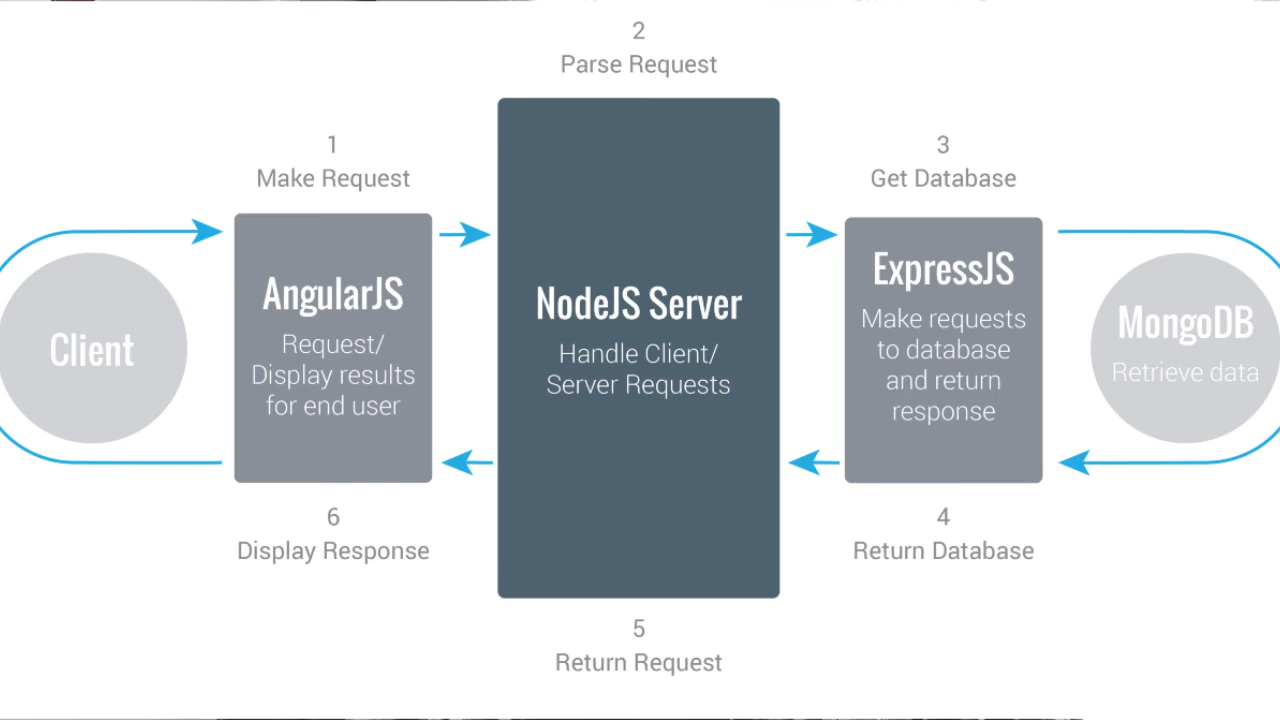 2
Parse Request
1
Make Request
3
Get Database
Client
AngularJS
Request/
Display results
for end user
NodeJS Server
Handle Client/
Server Requests
ExpressJS
Make requests
to database
and return
response
MongoDB
Retrieve data
6
Display Response
4
Return Database
5
Return Request